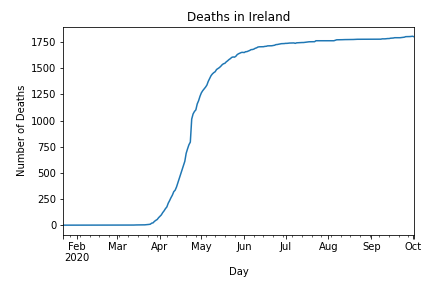 Deaths in Ireland
1750
1500
1250
1000
750
500
250
0
Number of Deaths
Feb Mar Apr May Jun Jul Aug Sep Oct
2020
Day